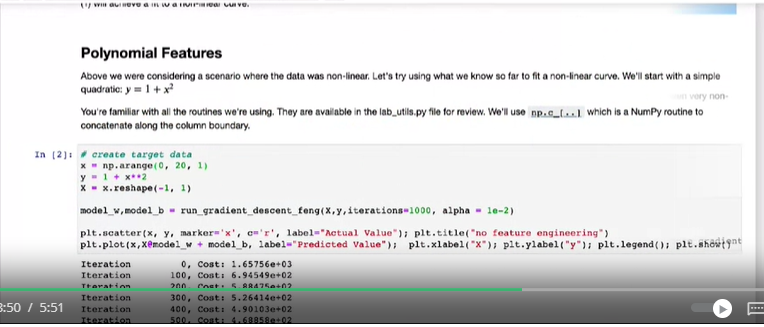 (1) will achieve a fit to a non-linear curve.
Polynomial Features
Above we were considering a scenario where the data was non-linear. Let's try using what we know so far to fit a non-linear curve. We'll start with a simple
quadratic: y = 1 + x²
very non-
You're familiar with all the routines we're using. They are available in the lab_utils.py file for review. We'll use np.c_[..] which is a NumPy routine to
concatenate along the column boundary.
In [2]: # create target data
x = np.arange(0, 20, 1)
y = 1 + x**2
X = x.reshape(-1, 1)
model_w,model_b = run_gradient_descent_feng(X,y,iterations=1000, alpha = 1e-2)
plt.scatter(x, y, marker='x', c='r', label="Actual Value"); plt.title("no feature engineering")
plt.plot(x,X@model_w + model_b, label="Predicted Value"); plt.xlabel("X"); plt.ylabel("y"); plt.legend(); plt.show()
Iteration 0, Cost: 1.65756e+03
Iteration 100, Cost: 6.94549e+02
Iteration 200, Cost: 5.88475e+02
Iteration 300, Cost: 5.26414e+02
3:50 / 5:51
Iteration 400, Cost: 4.90103e+02
Iteration 500, Cost: 4.68858e+02